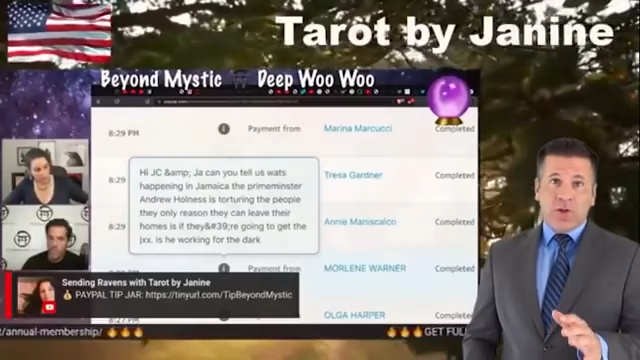 Tarot by Janine
Beyond Mystic Deep Woo Woo
8:29 PM Payment from Marina Marcucci Completed
Hi JC &amp; Ja can you tell us wats
happening in Jamaica the primeminster
Andrew Holness is torturing the people
they only reason they can leave their
homes is if they&#39;re going to get the
jxx. is he working for the dark
8:29 Tresa Gardner Completed
8:29 Annie Maniscalco Completed
Payment from MORLENE WARNER Completed
Sending Ravens with Tarot by Janine
PAYPAL TIP JAR: https://tinyurl.com/TipBeyondMystic
8:27 PM OLGA HARPER Complete
t/annual-membership/ GET FULL